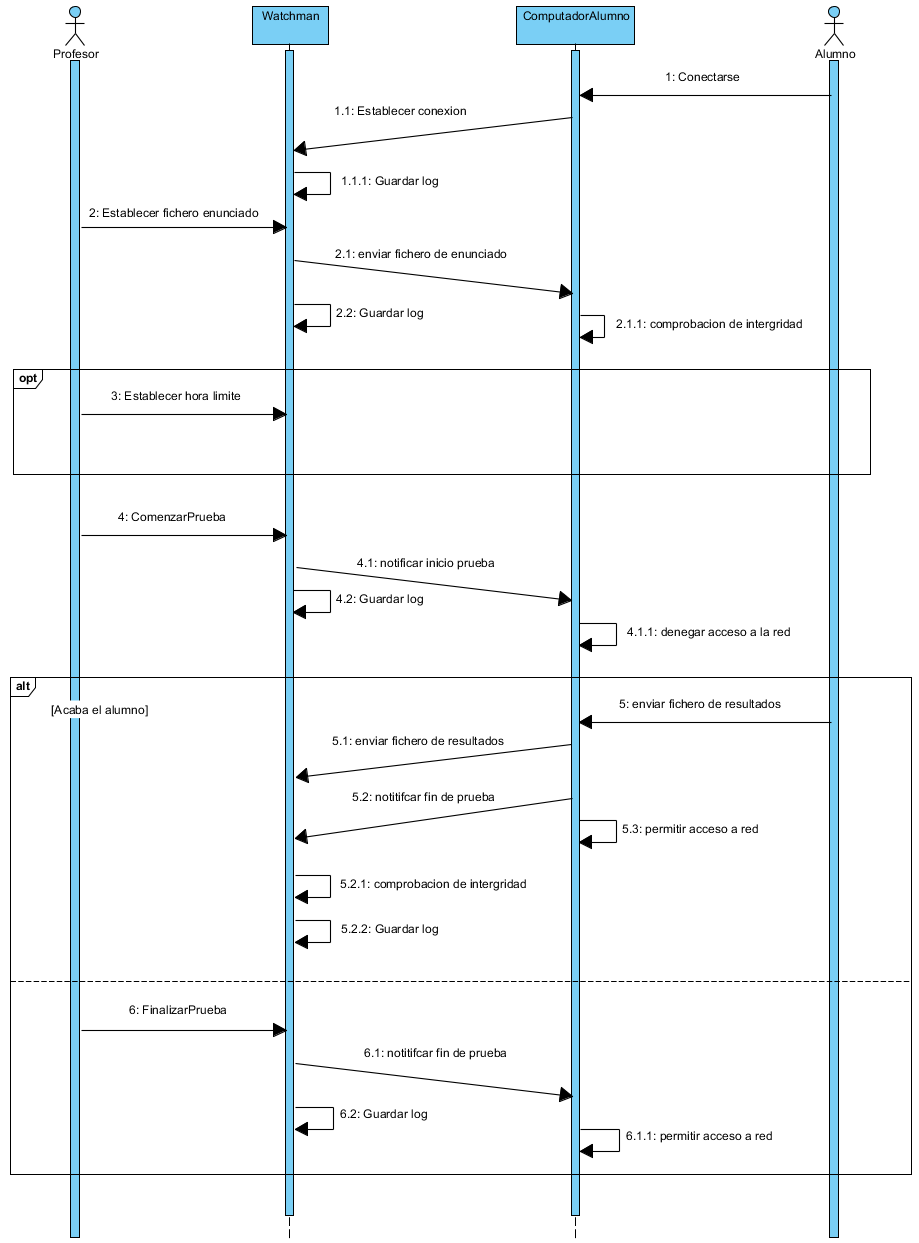 Watchman
ComputadorAlumno
Profesor
Alumno
1: Conectarse
1.1: Establecer conexion
1.1.1: Guardar log
2: Establecer fichero enunciado
2.1: enviar fichero de enunciado
2.2: Guardar log
2.1.1: comprobacion de intergridad
opt
3: Establecer hora limite
4: ComenzarPrueba
4.1: notificar inicio prueba
4.2: Guardar log
4.1.1: denegar acceso a la red
alt
[Acaba el alumno]
5: enviar fichero de resultados
5.1: enviar fichero de resultados
5.2: notitifcar fin de prueba
5.3: permitir acceso a red
5.2.1: comprobacion de intergridad
5.2.2: Guardar log
6: FinalizarPrueba
6.1: notitifcar fin de prueba
6.2: Guardar log
6.1.1: permitir acceso a red